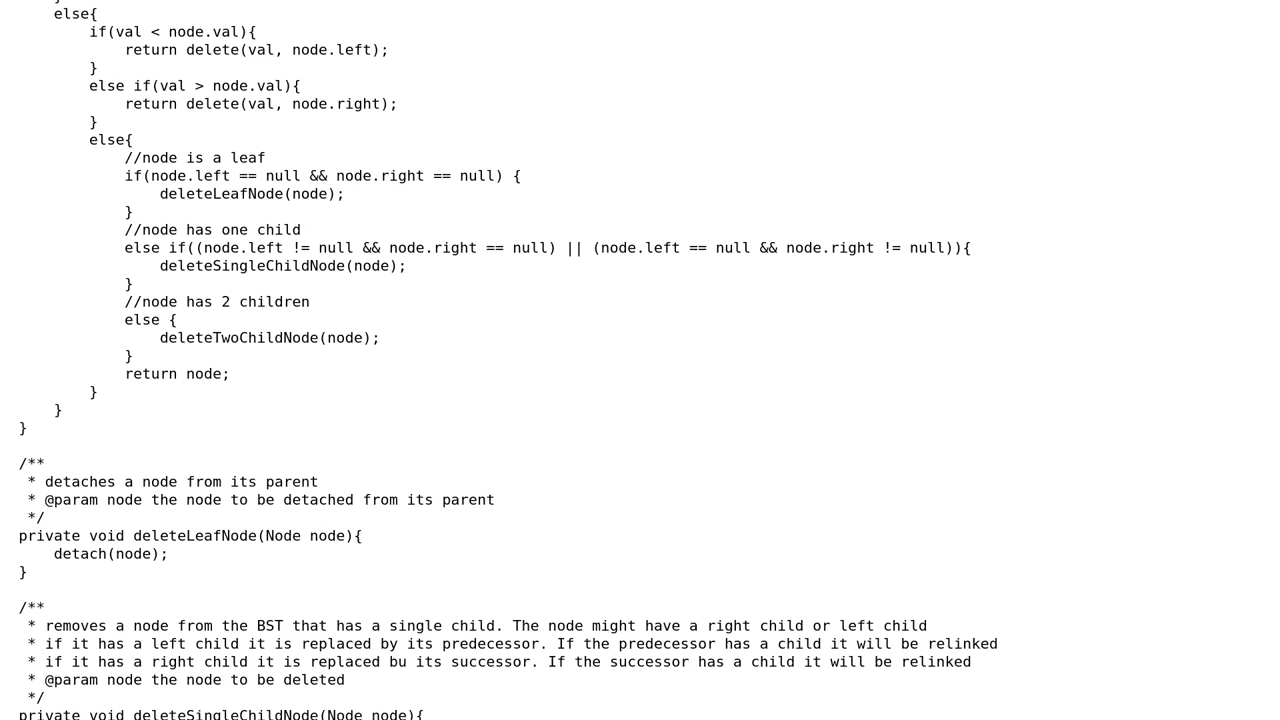 }
else{
if(val < node.val){
return delete(val, node.left);
}
else if(val > node.val){
return delete(val, node.right);
}
else{
//node is a leaf
if(node.left == null && node.right == null) {
deleteLeafNode(node);
}
//node has one child
else if((node.left != null && node.right == null) || (node.left == null && node.right != null)){
deleteSingleChildNode(node);
}
//node has 2 children
else {
deleteTwoChildNode(node);
}
return node;
}
}
}
/**
* detaches a node from its parent
* @param node the node to be detached from its parent
*/
private void deleteLeafNode(Node node){
detach(node);
}
/**
* removes a node from the BST that has a single child. The node might have a right child or left child
* if it has a left child it is replaced by its predecessor. If the predecessor has a child it will be relinked
* if it has a right child it is replaced bu its successor. If the successor has a child it will be relinked
* @param node the node to be deleted
*/
private void deleteSingleChildNode(Node node){